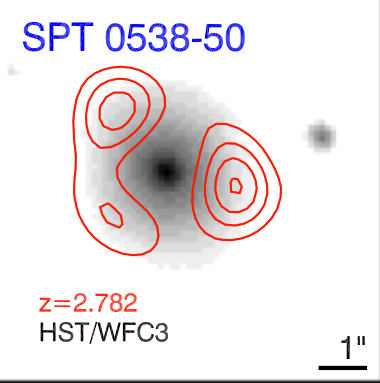 SPT 0538-50
z=2.782
HST/WFC3
1"